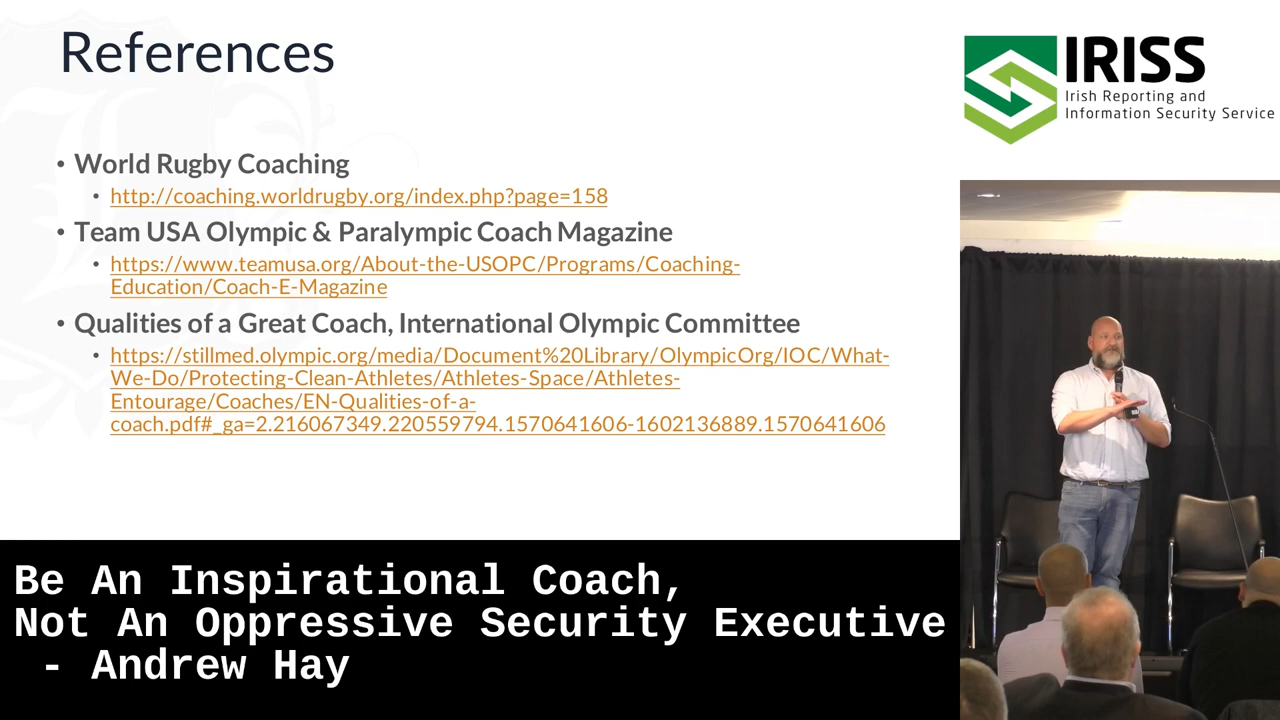 References
IRISS
Irish Reporting and
Information Security Service
• World Rugby Coaching
• http://coaching.worldrugby.org/index.php?page=158
• Team USA Olympic & Paralympic Coach Magazine
• https://www.teamusa.org/About-the-USOPC/Programs/Coaching-
Education/Coach-E-Magazine
• Qualities of a Great Coach, International Olympic Committee
• https://stillmed.olympic.org/media/Document%20Library/OlympicOrg/IOC/What-
We-Do/Protecting-Clean-Athletes/Athletes-Space/Athletes-
Entourage/Coaches/EN-Qualities-of-a-
coach.pdf#_ga=2.216067349.220559794.1570641606-1602136889.1570641606
Be An Inspirational Coach,
Not An Oppressive Security Executive
- Andrew Hay